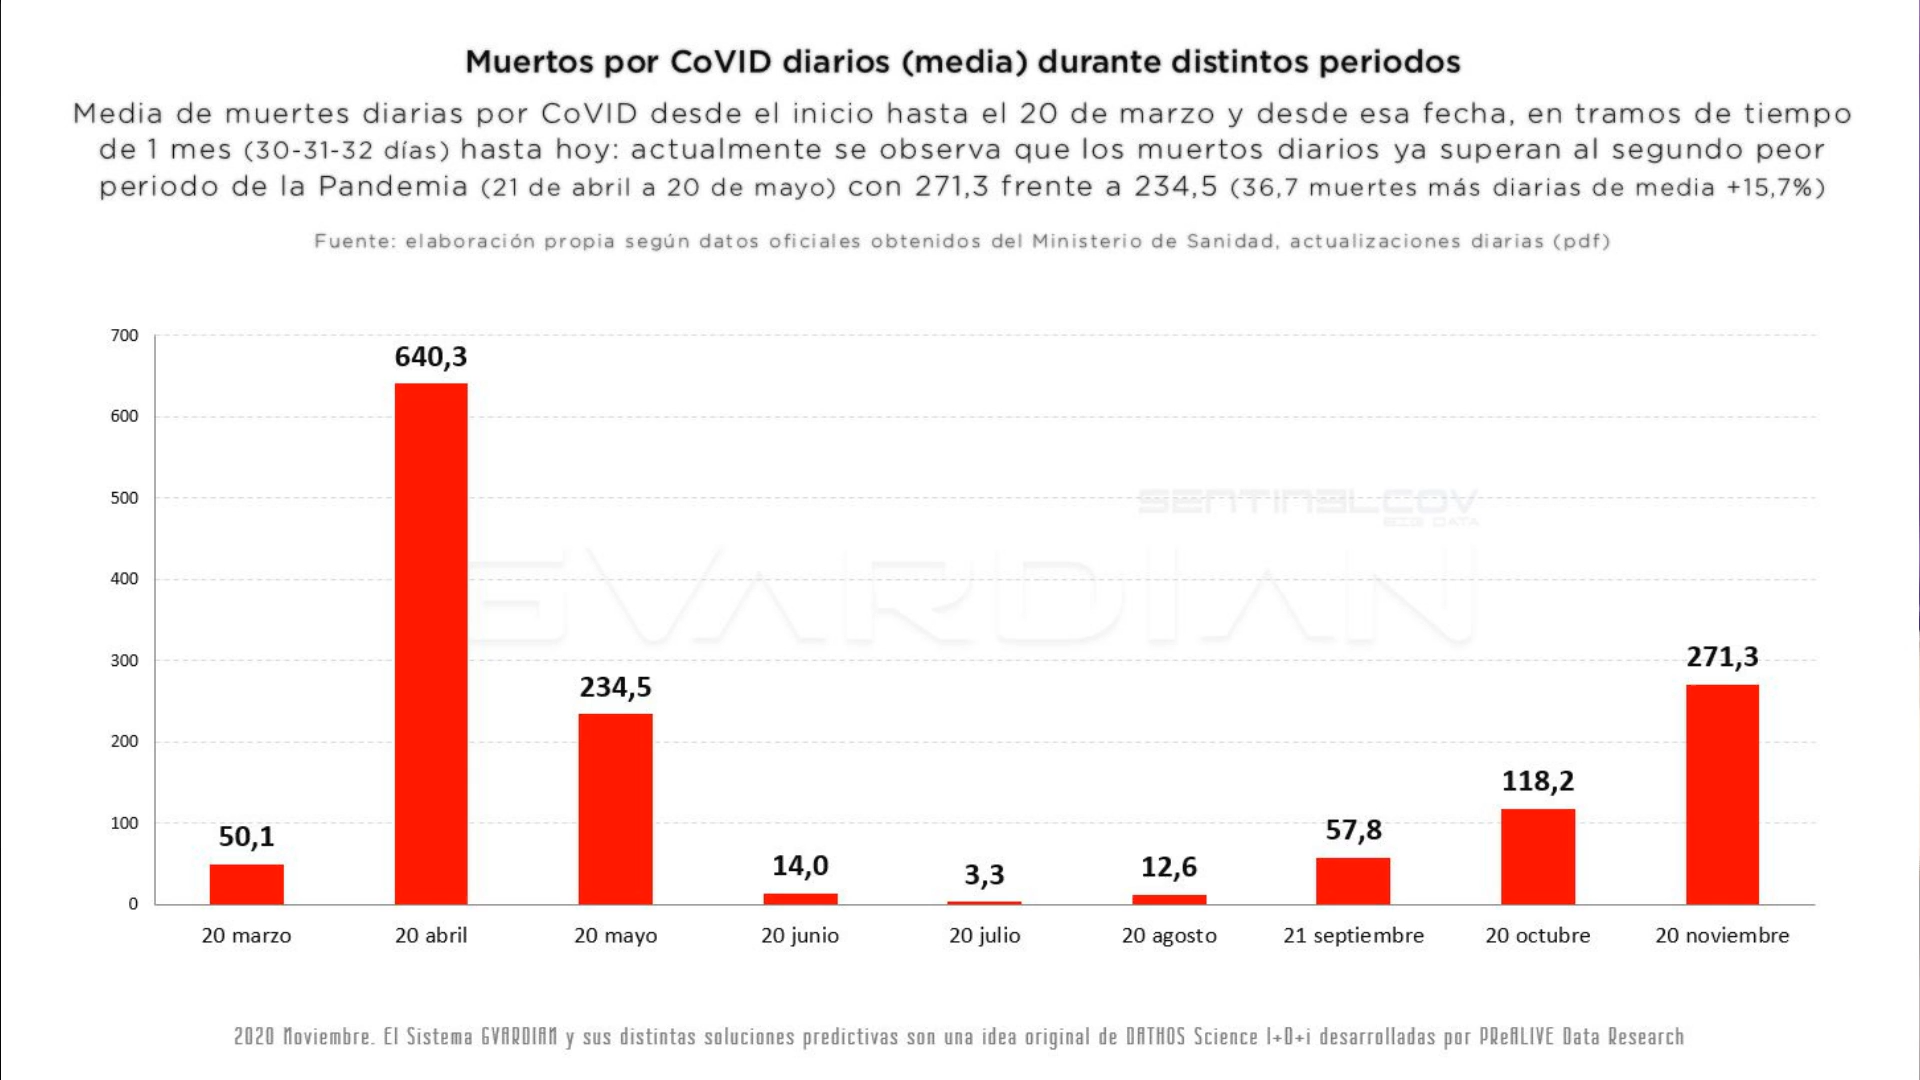 Muertos por CoVID diarios (media) durante distintos periodos
Media de muertes diarias por CoVID desde el inicio hasta el 20 de marzo y desde esa fecha, en tramos de tiempo
de 1 mes (30-31-32 días) hasta hoy: actualmente se observa que los muertos diarios ya superan al segundo peor
periodo de la Pandemia (21 de abril a 20 de mayo) con 271,3 frente a 234,5 (36,7 muertes más diarias de media +15,7%)
Fuente: elaboración propia según datos oficiales obtenidos del Ministerio de Sanidad, actualizaciones diarias (pdf)
700
640,3
600
500
SENTIN3LCOV
GVARDIAN
400
300
271,3
234,5
200
118,2
100
50,1
57,8
14,0
3,3
12,6
0
20 marzo 20 abril 20 mayo 20 junio 20 julio 20 agosto 21 septiembre 20 octubre 20 noviembre
2020 Noviembre. El Sistema GVARDIAN y sus distintas soluciones predictivas son una idea original de DATHOS Science I+D+i desarrolladas por PReALIVE Data Research